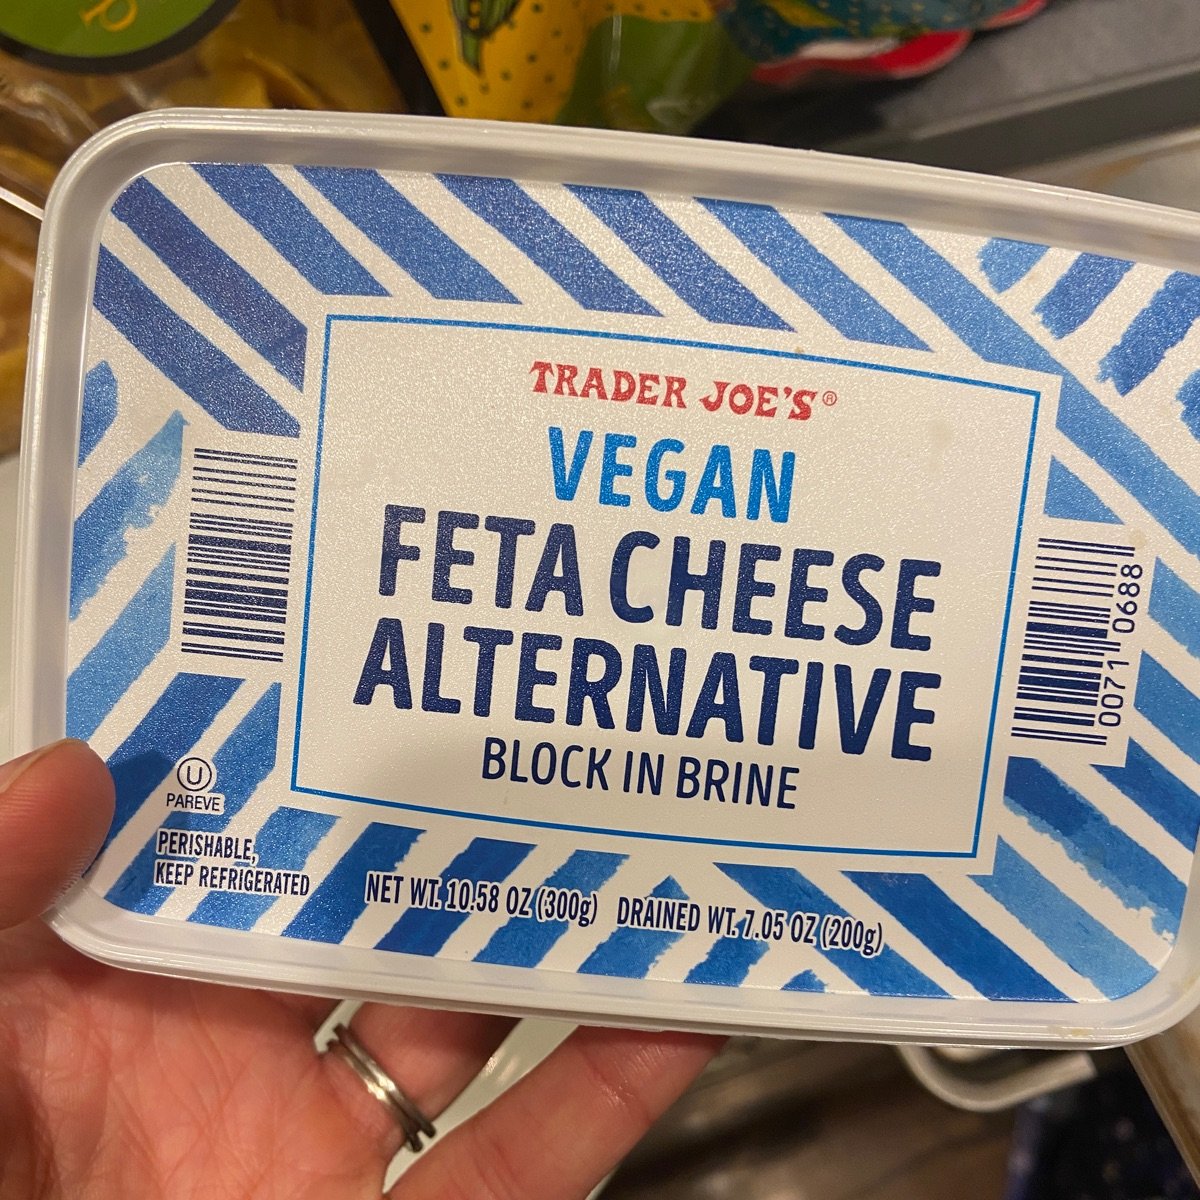 TRADER JOE'S®
VEGAN
FETA CHEESE
ALTERNATIVE
BLOCK IN BRINE
0071 0688
U
PAREVE
PERISHABLE,
KEEP REFRIGERATED
NET WT. 10.58 OZ (300g) DRAINED WT. 7.05 OZ (200g)